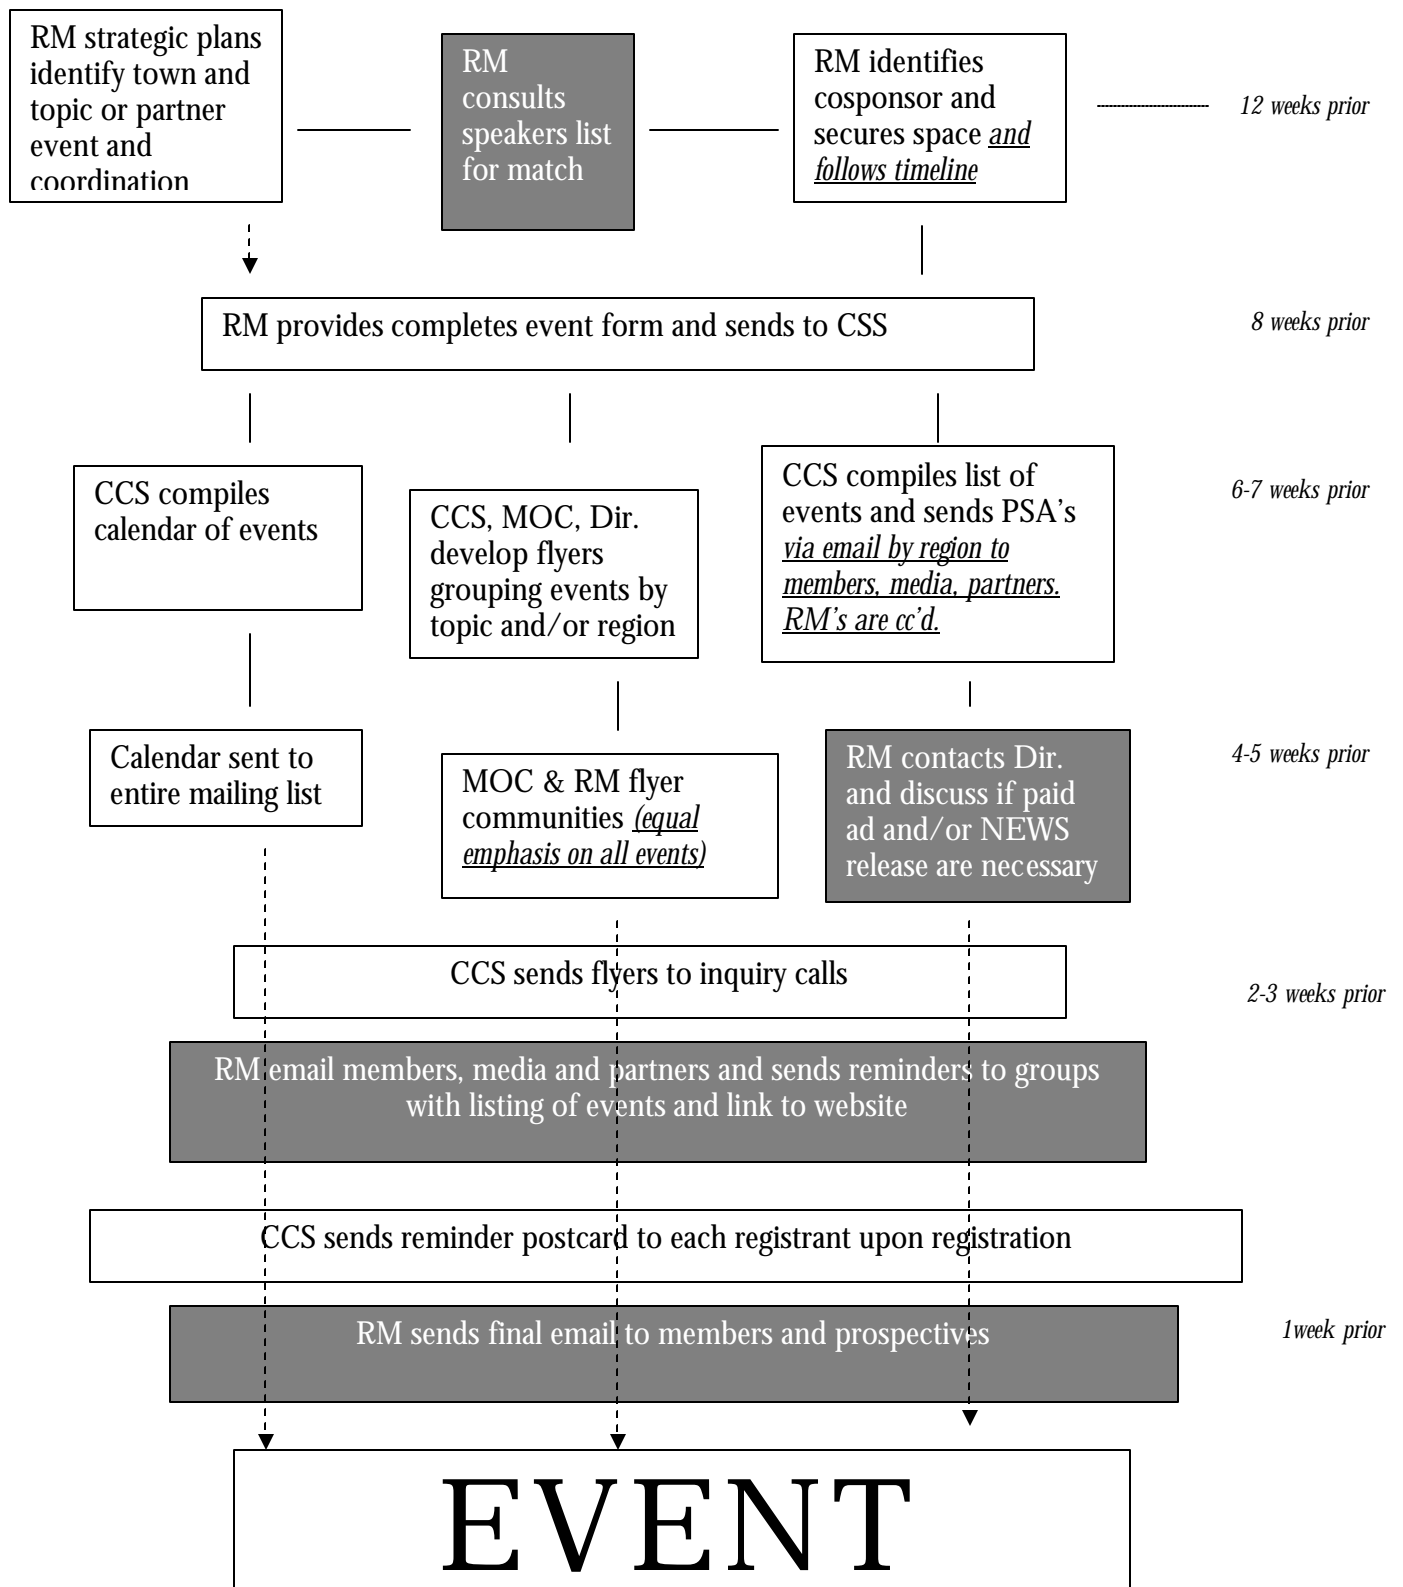 RM strategic plans
identify town and
topic or partner
event and
coordination
RM
consults
speakers list
for match
RM identifies
cosponsor and
secures space and
follows timeline
12 weeks prior
RM provides completes event form and sends to CSS
8 weeks prior
CCS compiles
calendar of events
CCS, MOC, Dir.
develop flyers
grouping events by
topic and/or region
CCS compiles list of
events and sends PSA's
via email by region to
members, media, partners.
RM's are cc'd.
6-7 weeks prior
Calendar sent to
entire mailing list
MOC & RM flyer
communities (equal
emphasis on all events)
RM contacts Dir.
and discuss if paid
ad and/or NEWS
release are necessary
4-5 weeks prior
CCS sends flyers to inquiry calls
2-3 weeks prior
RM email members, media and partners and sends reminders to groups
with listing of events and link to website
CCS sends reminder postcard to each registrant upon registration
RM sends final email to members and prospectives
1week prior
EVENT